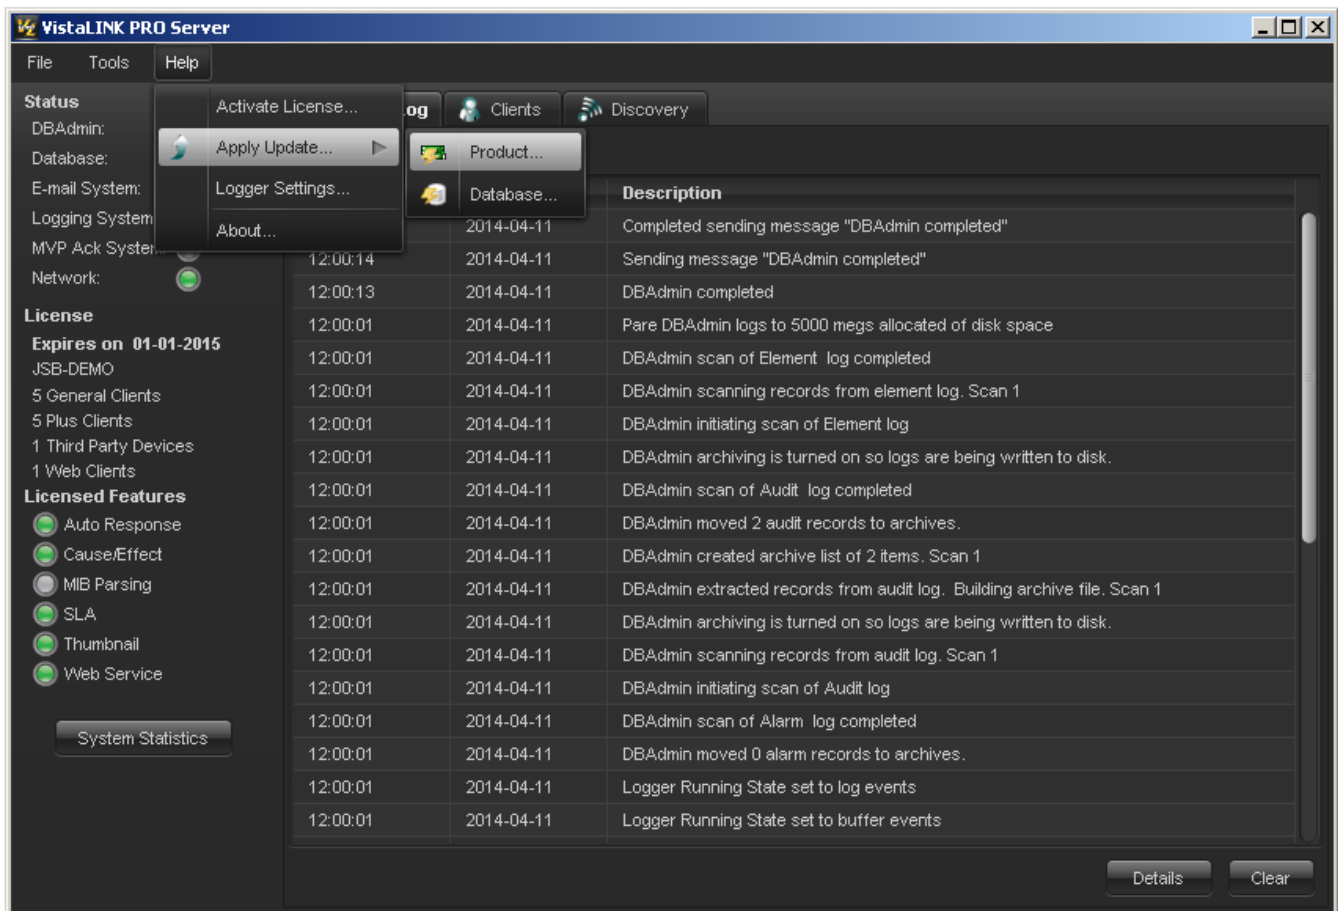 VistaLINK PRO Server
File Tools Help
Status
DBAdmin:
Database:
E-mail System:
Logging System
MVP Ack System:
Network:
License
Expires on 01-01-2015
JSB-DEMO
5 General Clients
5 Plus Clients
1 Third Party Devices
1 Web Clients
Licensed Features
Auto Response
Cause/Effect
MIB Parsing
SLA
Thumbnail
Web Service
System Statistics
Activate License...
Apply Update...
Logger Settings...
About...
Product...
Database...
og Clients Discovery
Description
2014-04-11 Completed sending message "DBAdmin completed"
12:00:14 2014-04-11 Sending message "DBAdmin completed"
12:00:13 2014-04-11 DBAdmin completed
12:00:01 2014-04-11 Pare DBAdmin logs to 5000 megs allocated of disk space
12:00:01 2014-04-11 DBAdmin scan of Element log completed
12:00:01 2014-04-11 DBAdmin scanning records from element log. Scan 1
12:00:01 2014-04-11 DBAdmin initiating scan of Element log
12:00:01 2014-04-11 DBAdmin archiving is turned on so logs are being written to disk.
12:00:01 2014-04-11 DBAdmin scan of Audit log completed
12:00:01 2014-04-11 DBAdmin moved 2 audit records to archives.
12:00:01 2014-04-11 DBAdmin created archive list of 2 items. Scan 1
12:00:01 2014-04-11 DBAdmin extracted records from audit log. Building archive file. Scan 1
12:00:01 2014-04-11 DBAdmin archiving is turned on so logs are being written to disk.
12:00:01 2014-04-11 DBAdmin scanning records from audit log. Scan 1
12:00:01 2014-04-11 DBAdmin initiating scan of Audit log
12:00:01 2014-04-11 DBAdmin scan of Alarm log completed
12:00:01 2014-04-11 DBAdmin moved 0 alarm records to archives.
12:00:01 2014-04-11 Logger Running State set to log events
12:00:01 2014-04-11 Logger Running State set to buffer events
Details Clear